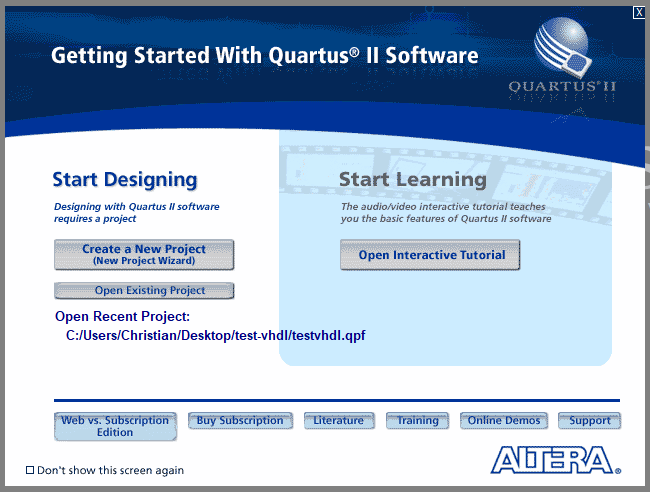 X
Getting Started With Quartus® II Software
QUARTUS® II
Start Designing
Designing with Quartus II software
requires a project
Create a New Project
(New Project Wizard)
Open Existing Project
Open Recent Project:
C:/Users/Christian/Desktop/test-vhdl/testvhdl.qpf
Start Learning
The audio/video interactive tutorial teaches
you the basic features of Quartus II software
Open Interactive Tutorial
Web vs. Subscription
Edition
Buy Subscription
Literature
Training
Online Demos
Support
Don't show this screen again
ALTERA®